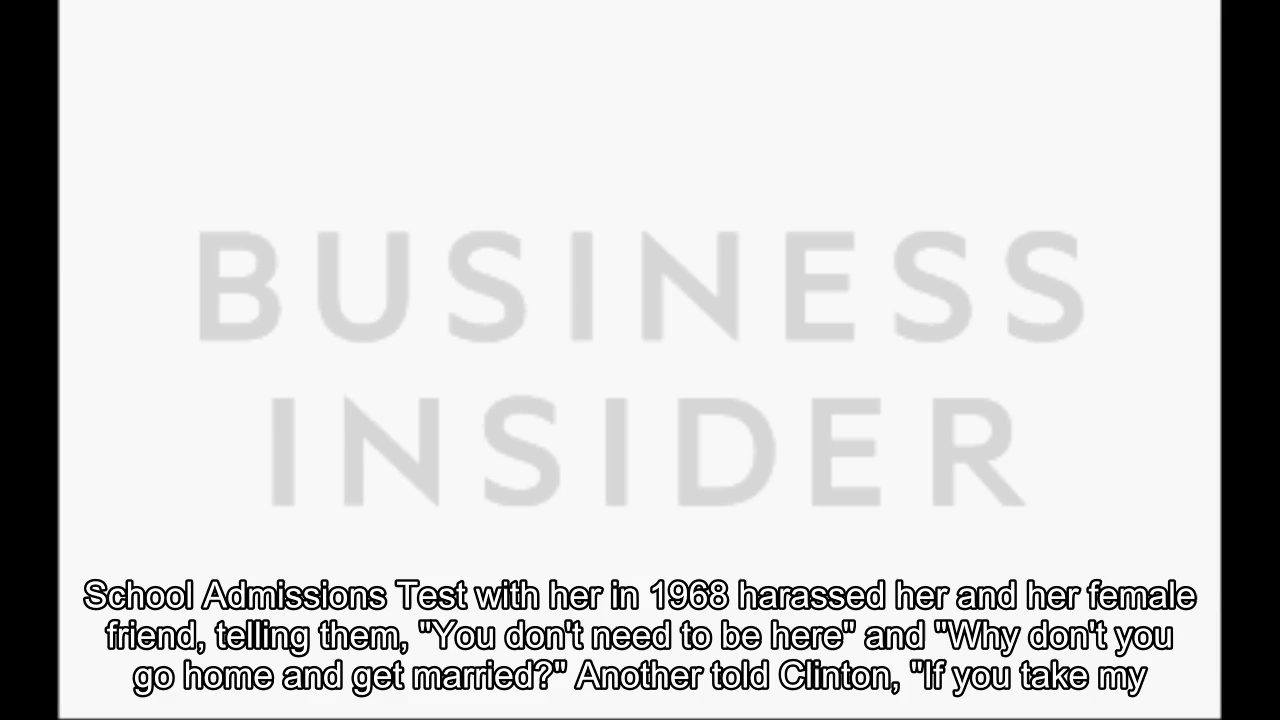 BUSINESS
INSIDER
School Admissions Test with her in 1968 harassed her and her female
friend, telling them, "You don't need to be here" and "Why don't you
go home and get married?" Another told Clinton, "If you take my